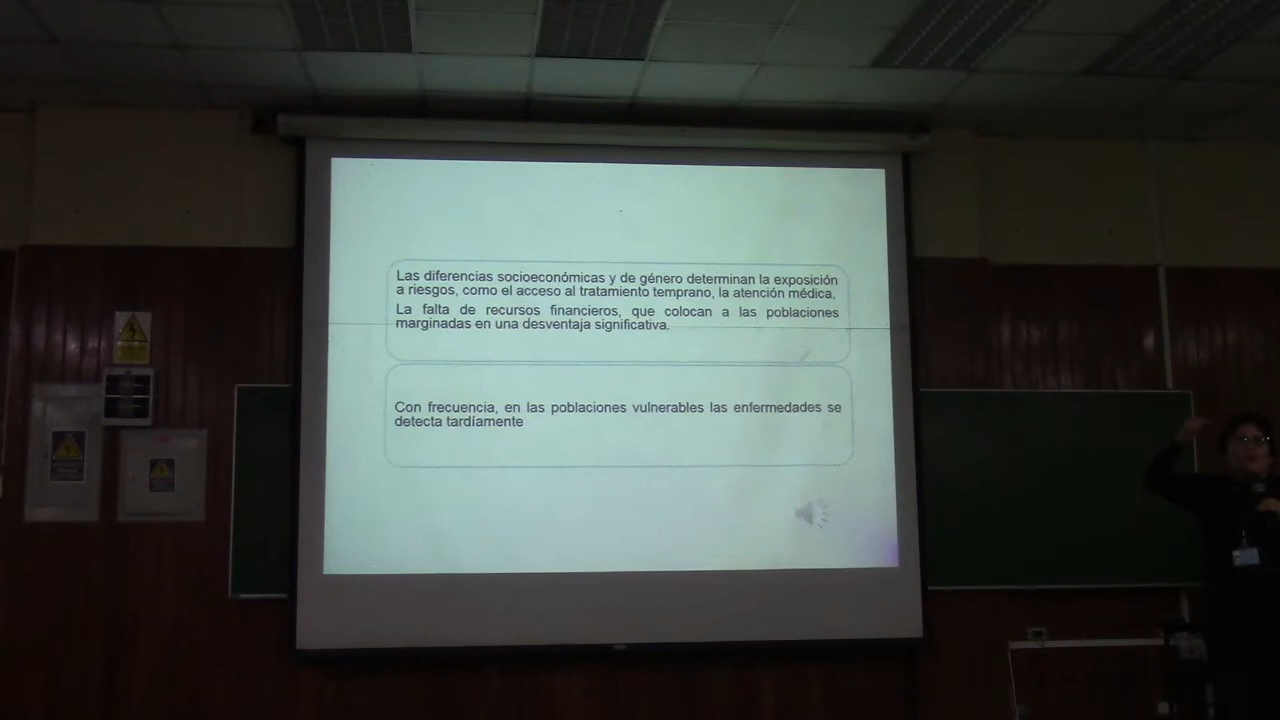 Las diferencias socioeconómicas y de género determinan la exposición
a riesgos, como el acceso al tratamiento temprano, la atención médica,
La falta de recursos financieros, que colocan a las poblaciones
marginadas en una desventaja significativa.
Con frecuencia, en las poblaciones vulnerables las enfermedades se
detecta tardíamente